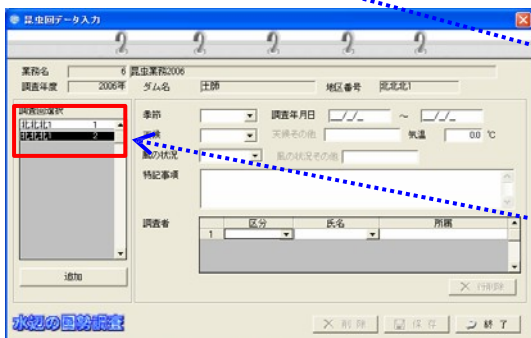 昆虫回データ入力
業務名 6 昆虫業務2006
調査年度 2006年 ダム名 土師 地区番号 北北北1
調査回選択
北北北1 1
北北北1 2
季節 調査年月日 _/_/_ ～ _/_/_
天候 天候その他 気温 0.0 ℃
風の状況 風の状況その他
特記事項
調査者 区分 氏名 所属
1
追加
× 行削除
水辺の国勢調査
× 削除 保存 終了